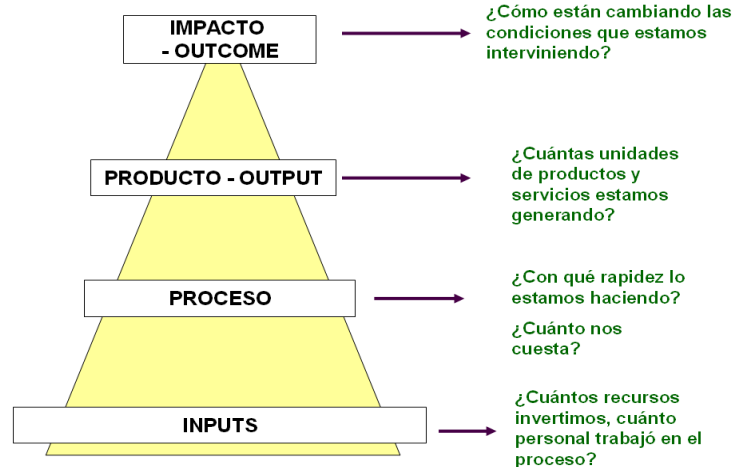 IMPACTO
- OUTCOME
¿Cómo están cambiando las
condiciones que estamos
interviniendo?
PRODUCTO - OUTPUT
¿Cuántas unidades
de productos y
servicios estamos
generando?
PROCESO
¿Con qué rapidez lo
estamos haciendo?
¿Cuánto nos
cuesta?
INPUTS
¿Cuántos recursos
invertimos, cuánto
personal trabajó en el
proceso?